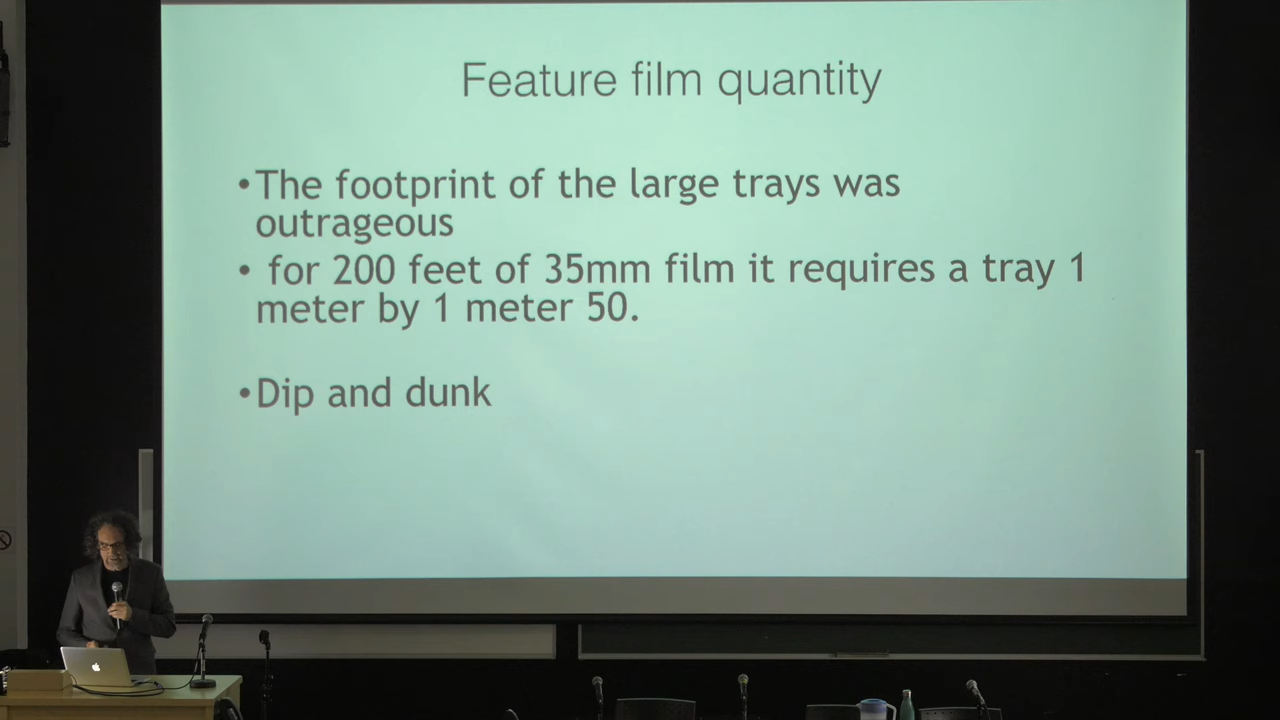 Feature film quantity
•The footprint of the large trays was
outrageous
• for 200 feet of 35mm film it requires a tray 1
meter by 1 meter 50.
•Dip and dunk